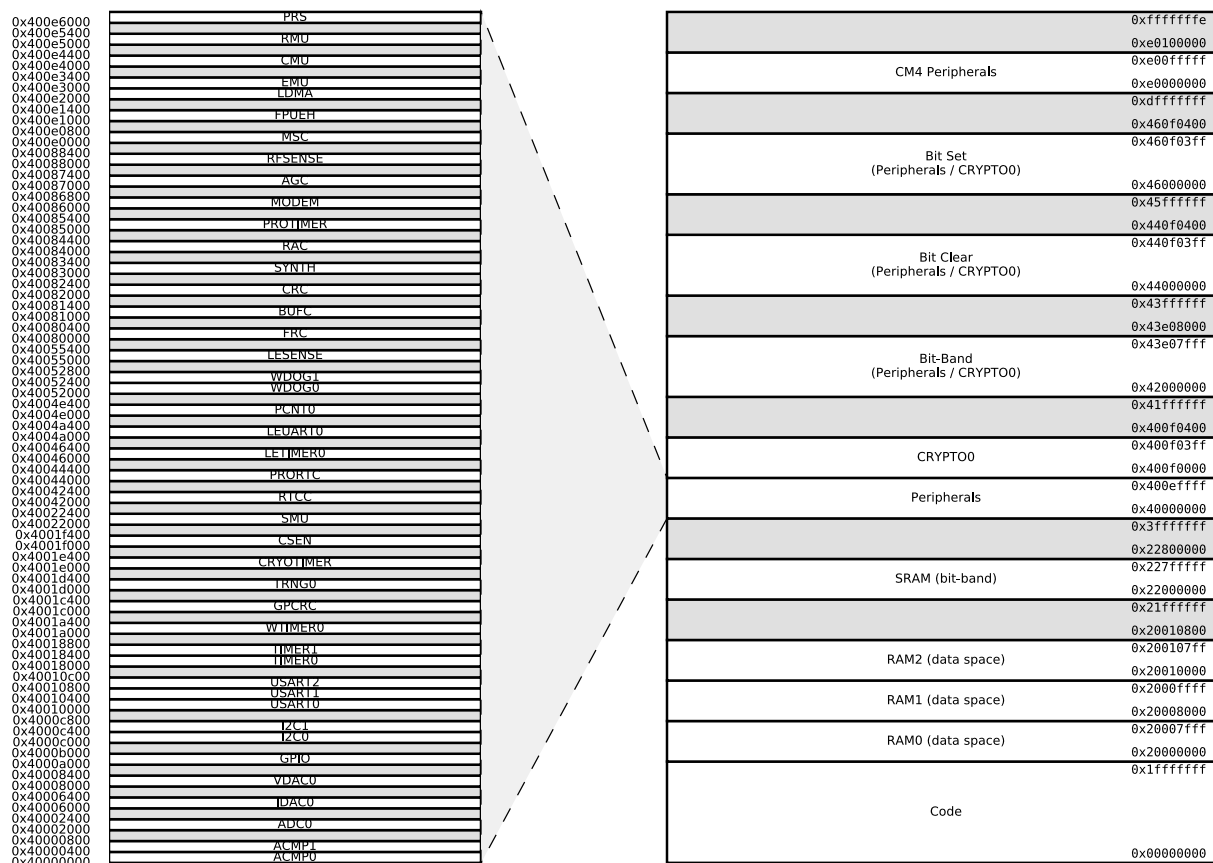 0x400e6000
0x400e5400
0x400e5000
0x400e4400
0x400e4000
0x400e3400
0x400e3000
0x400e2000
0x400e1400
0x400e1000
0x400e0800
0x400e0000
0x40088400
0x40088000
0x40087400
0x40087000
0x40086800
0x40086000
0x40085400
0x40085000
0x40084400
0x40084000
0x40083400
0x40083000
0x40082400
0x40082000
0x40081400
0x40081000
0x40080400
0x40080000
0x40055400
0x40055000
0x40052800
0x40052400
0x40052000
0x4004e400
0x4004e000
0x4004a400
0x4004a000
0x40046400
0x40046000
0x40044400
0x40044000
0x40042400
0x40042000
0x40022400
0x40022000
0x4001f400
0x4001f000
0x4001e400
0x4001e000
0x4001d400
0x4001d000
0x4001c400
0x4001c000
0x4001a400
0x4001a000
0x40018800
0x40018400
0x40018000
0x40010c00
0x40010800
0x40010400
0x40010000
0x4000c800
0x4000c400
0x4000c000
0x4000b000
0x4000a000
0x40008400
0x40008000
0x40006400
0x40006000
0x40002400
0x40002000
0x40000800
0x40000400
0x40000000
PRS
RMU
CMU
EMU
LDMA
FPUEH
MSC
RFSENSE
AGC
MODEM
PROTIMER
RAC
SYNTH
CRC
BUFC
FRC
LESENSE
WDOG1
WDOG0
PCNT0
LEUART0
LETIMER0
PRORTC
RTCC
SMU
CSEN
CRYOTIMER
TRNG0
GPCRC
WTIMER0
TIMER1
TIMER0
USART2
USART1
USART0
I2C1
I2C0
GPIO
VDAC0
IDAC0
ADC0
ACMP1
ACMP0
0xfffffffe
0xe0100000
0xe00fffff
CM4 Peripherals
0xe0000000
0xdfffffff
0x460f0400
0x460f03ff
Bit Set
(Peripherals / CRYPTO0)
0x46000000
0x45ffffff
0x440f0400
0x440f03ff
Bit Clear
(Peripherals / CRYPTO0)
0x44000000
0x43ffffff
0x43e08000
0x43e07fff
Bit-Band
(Peripherals / CRYPTO0)
0x42000000
0x41ffffff
0x400f0400
0x400f03ff
CRYPTO0
0x400f0000
0x400effff
Peripherals
0x40000000
0x3fffffff
0x22800000
0x227fffff
SRAM (bit-band)
0x22000000
0x21ffffff
0x20010800
0x200107ff
RAM2 (data space)
0x20010000
0x2000ffff
RAM1 (data space)
0x20008000
0x20007fff
RAM0 (data space)
0x20000000
0x1fffffff
Code
0x00000000